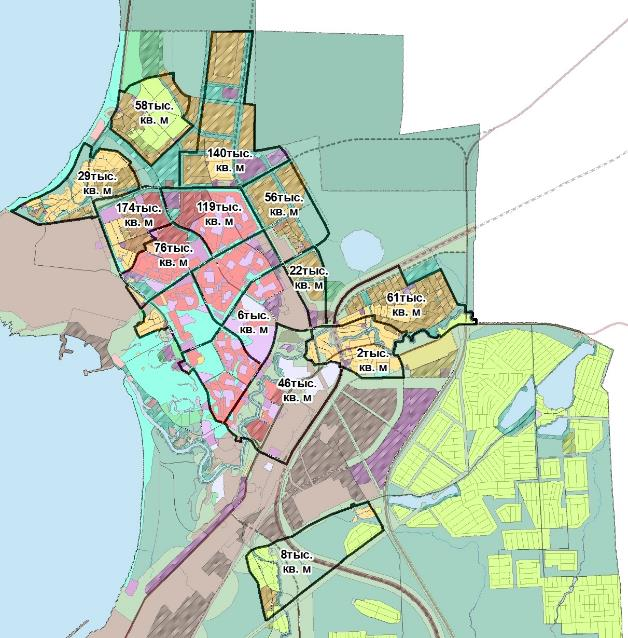 58тыс.
кв. м
140тыс.
кв. м
29тыс.
кв. м
174тыс.
кв. м
119тыс.
кв. м
56тыс.
кв. м
76тыс.
кв. м
22тыс.
кв. м
61тыс.
кв. м
6тыс.
кв. м
2тыс.
кв. м
46тыс.
кв. м
8тыс.
кв. м